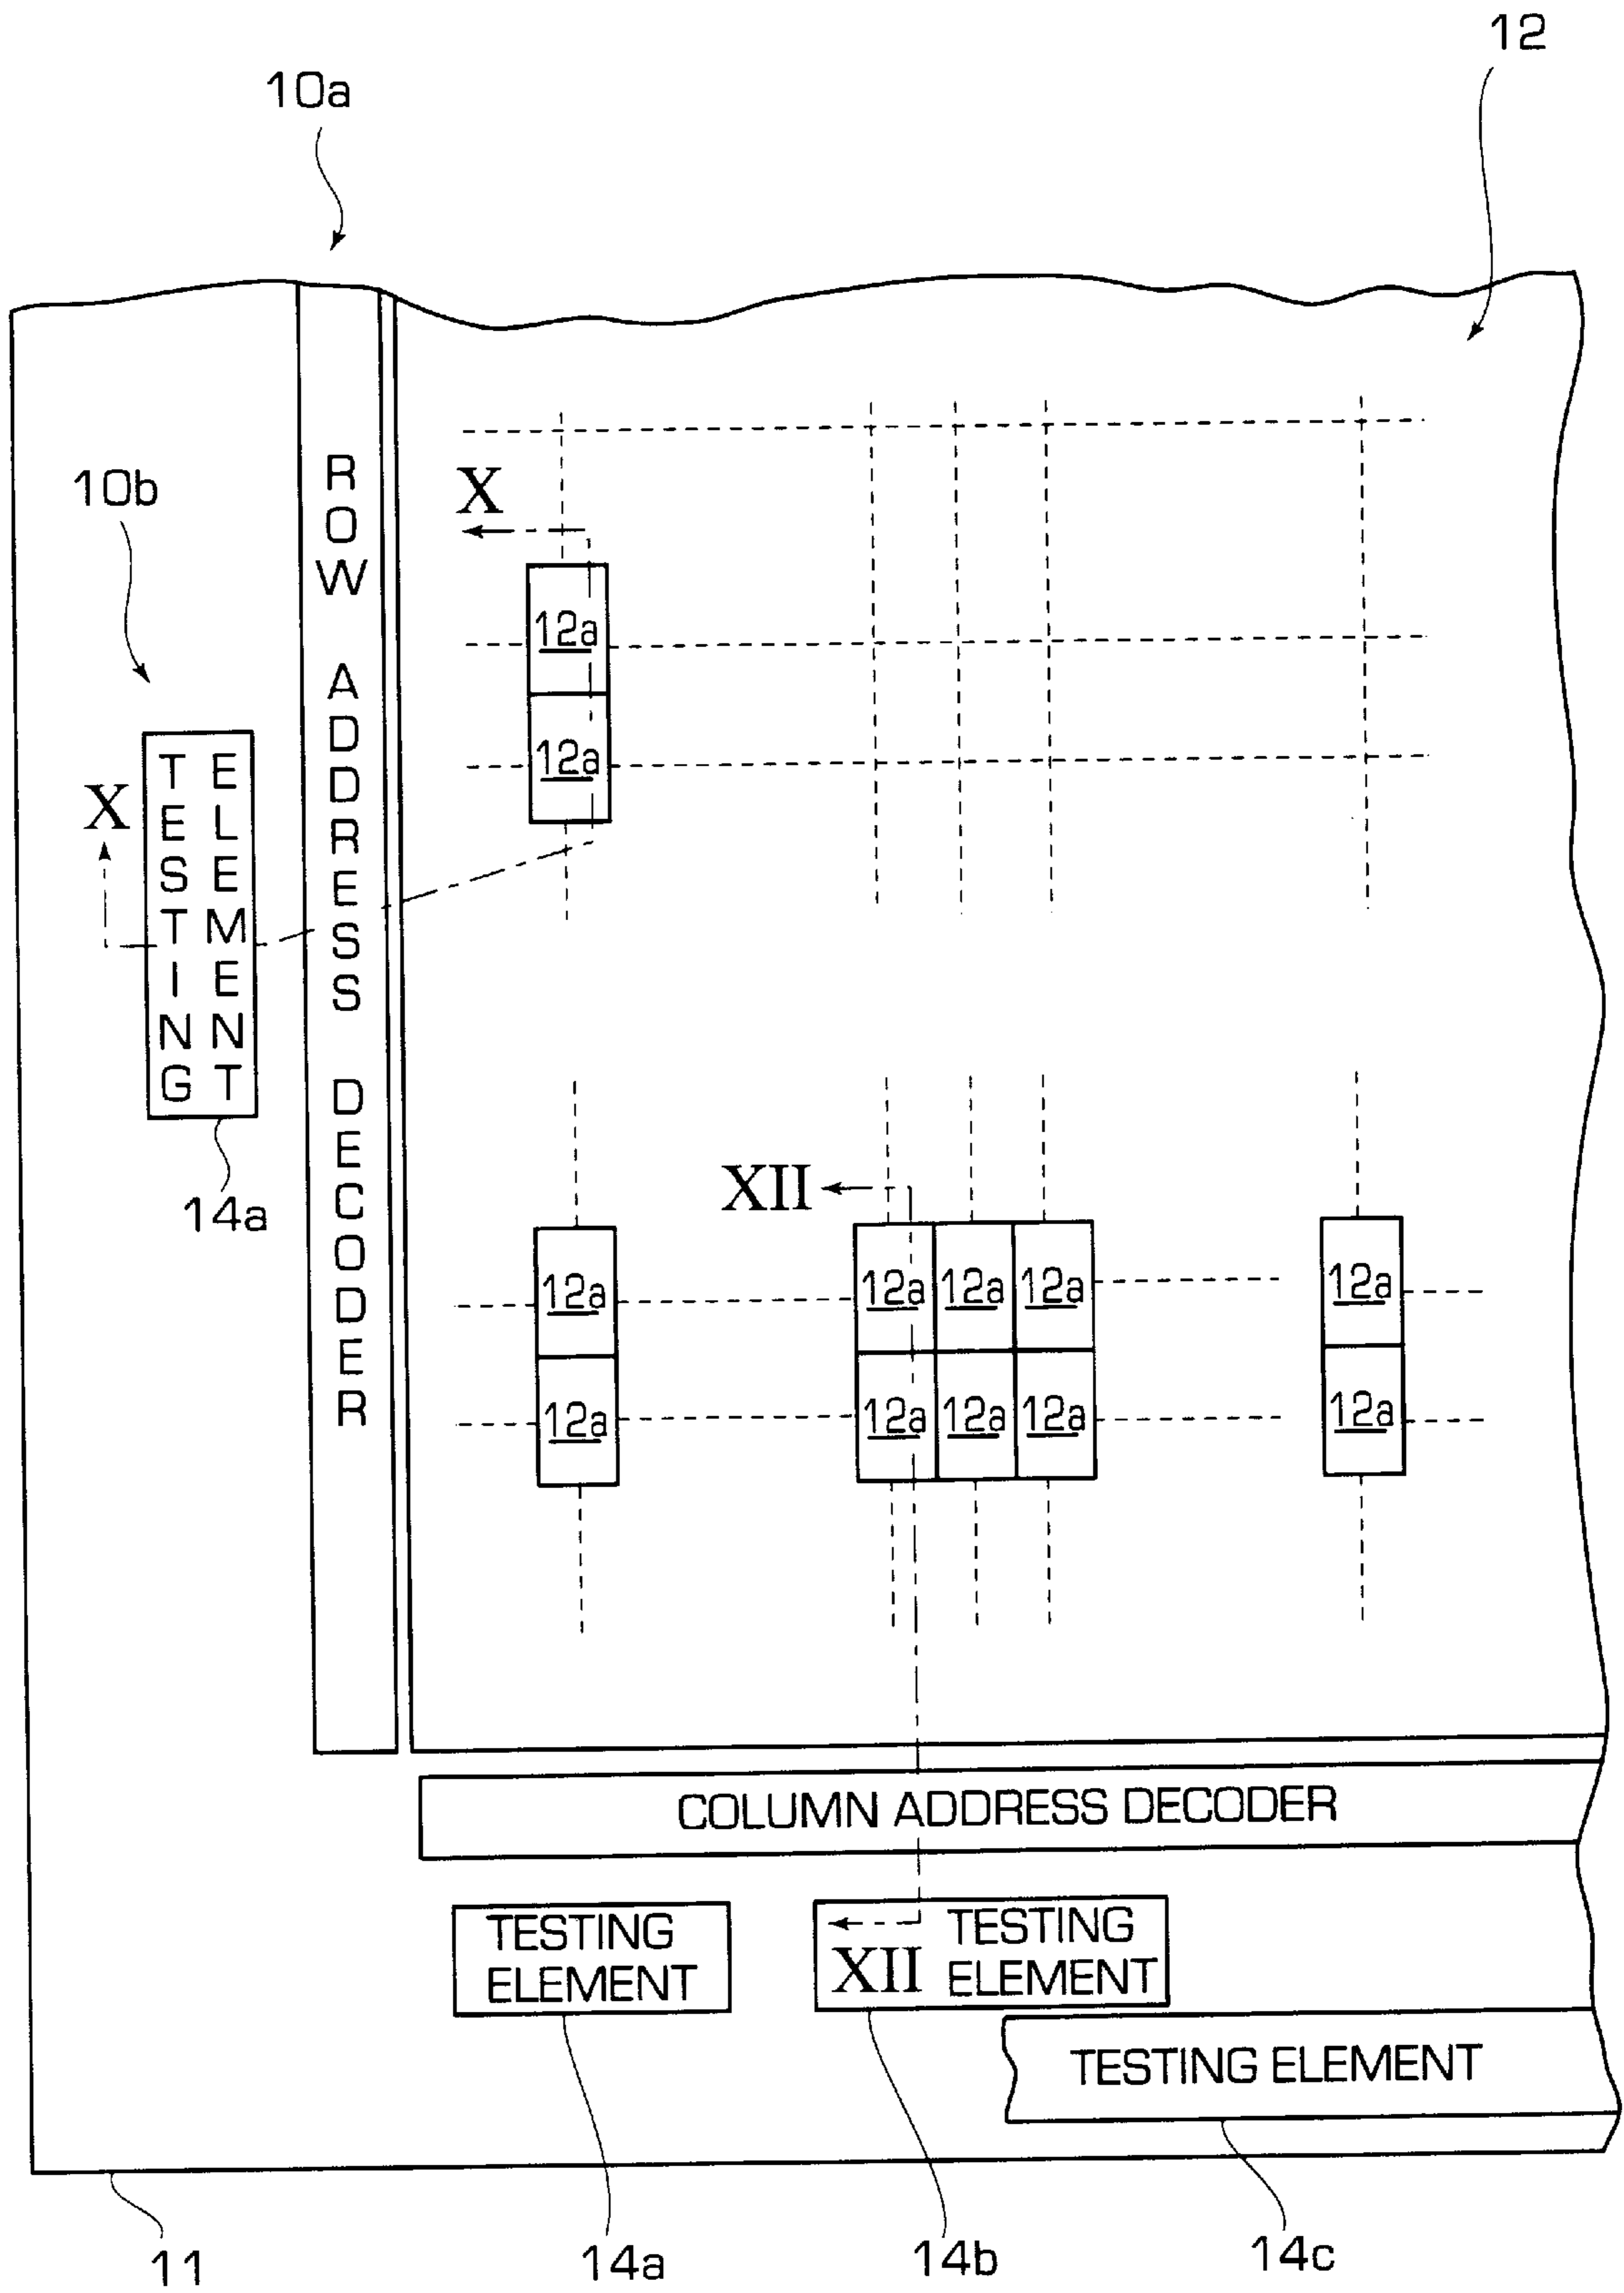 12
10a
10b
X
ROW ADDRESS DECODER
12a
12a
X
TESTING
ELEMENT
14a
XII
12a
12a
12a
12a
12a
12a
12a
12a
12a
12a
COLUMN ADDRESS DECODER
TESTING
ELEMENT
XII
TESTING
ELEMENT
TESTING ELEMENT
11
14a
14b
14c